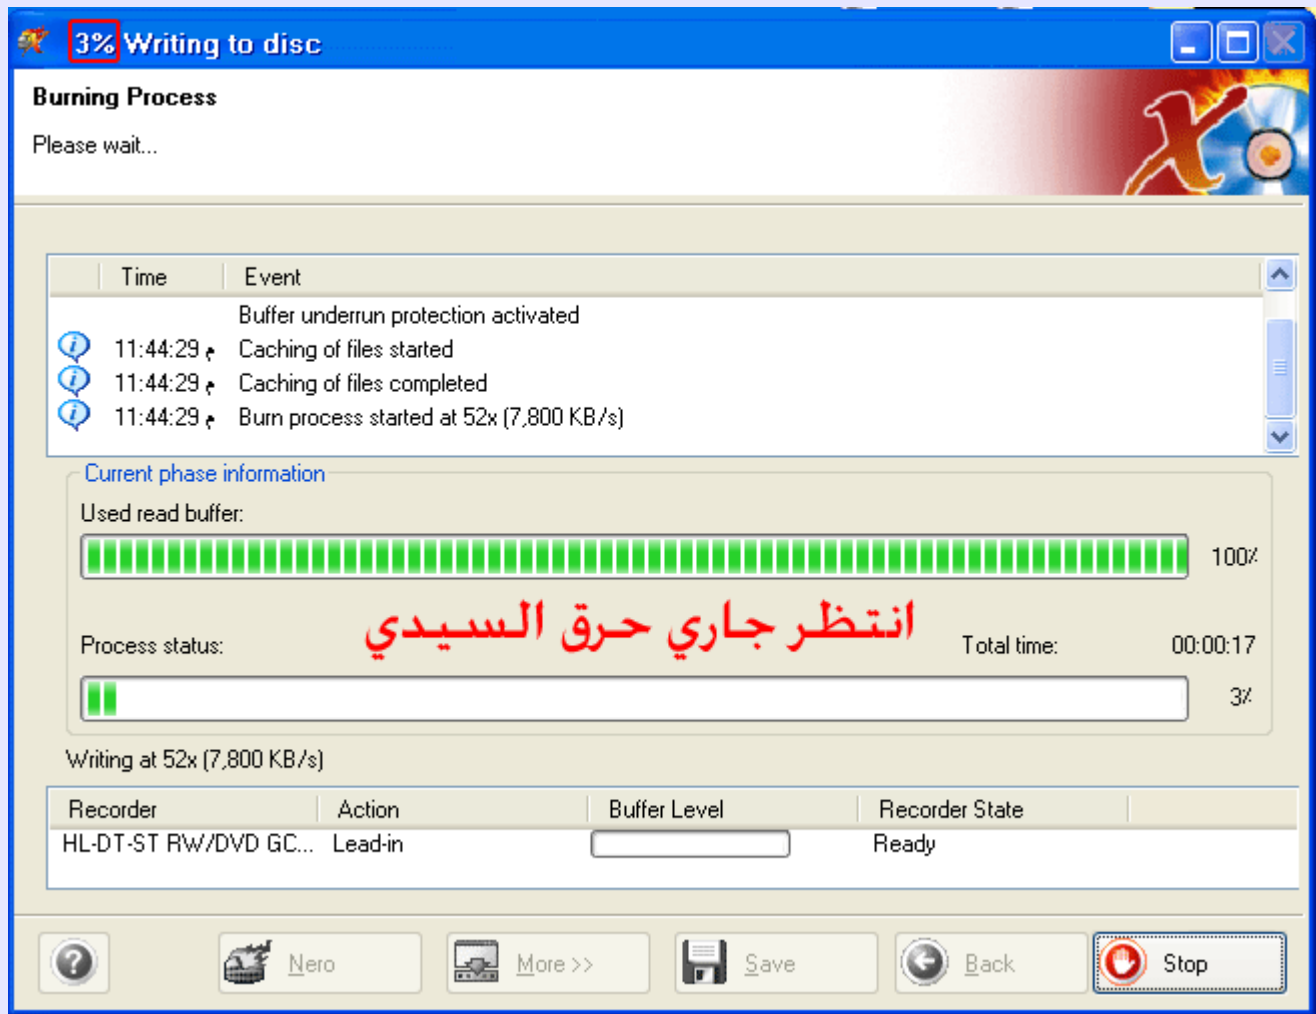 3% Writing to disc
Burning Process
Please wait...
Time Event
Buffer underrun protection activated
11:44:29 م Caching of files started
11:44:29 م Caching of files completed
11:44:29 م Burn process started at 52x (7,800 KB/s)
Current phase information
Used read buffer:
100%
انتظر جاري حرق السيدي
Process status: Total time: 00:00:17
3%
Writing at 52x (7,800 KB/s)
Recorder Action Buffer Level Recorder State
HL-DT-ST RW/DVD GC... Lead-in Ready
Nero More >> Save Back Stop